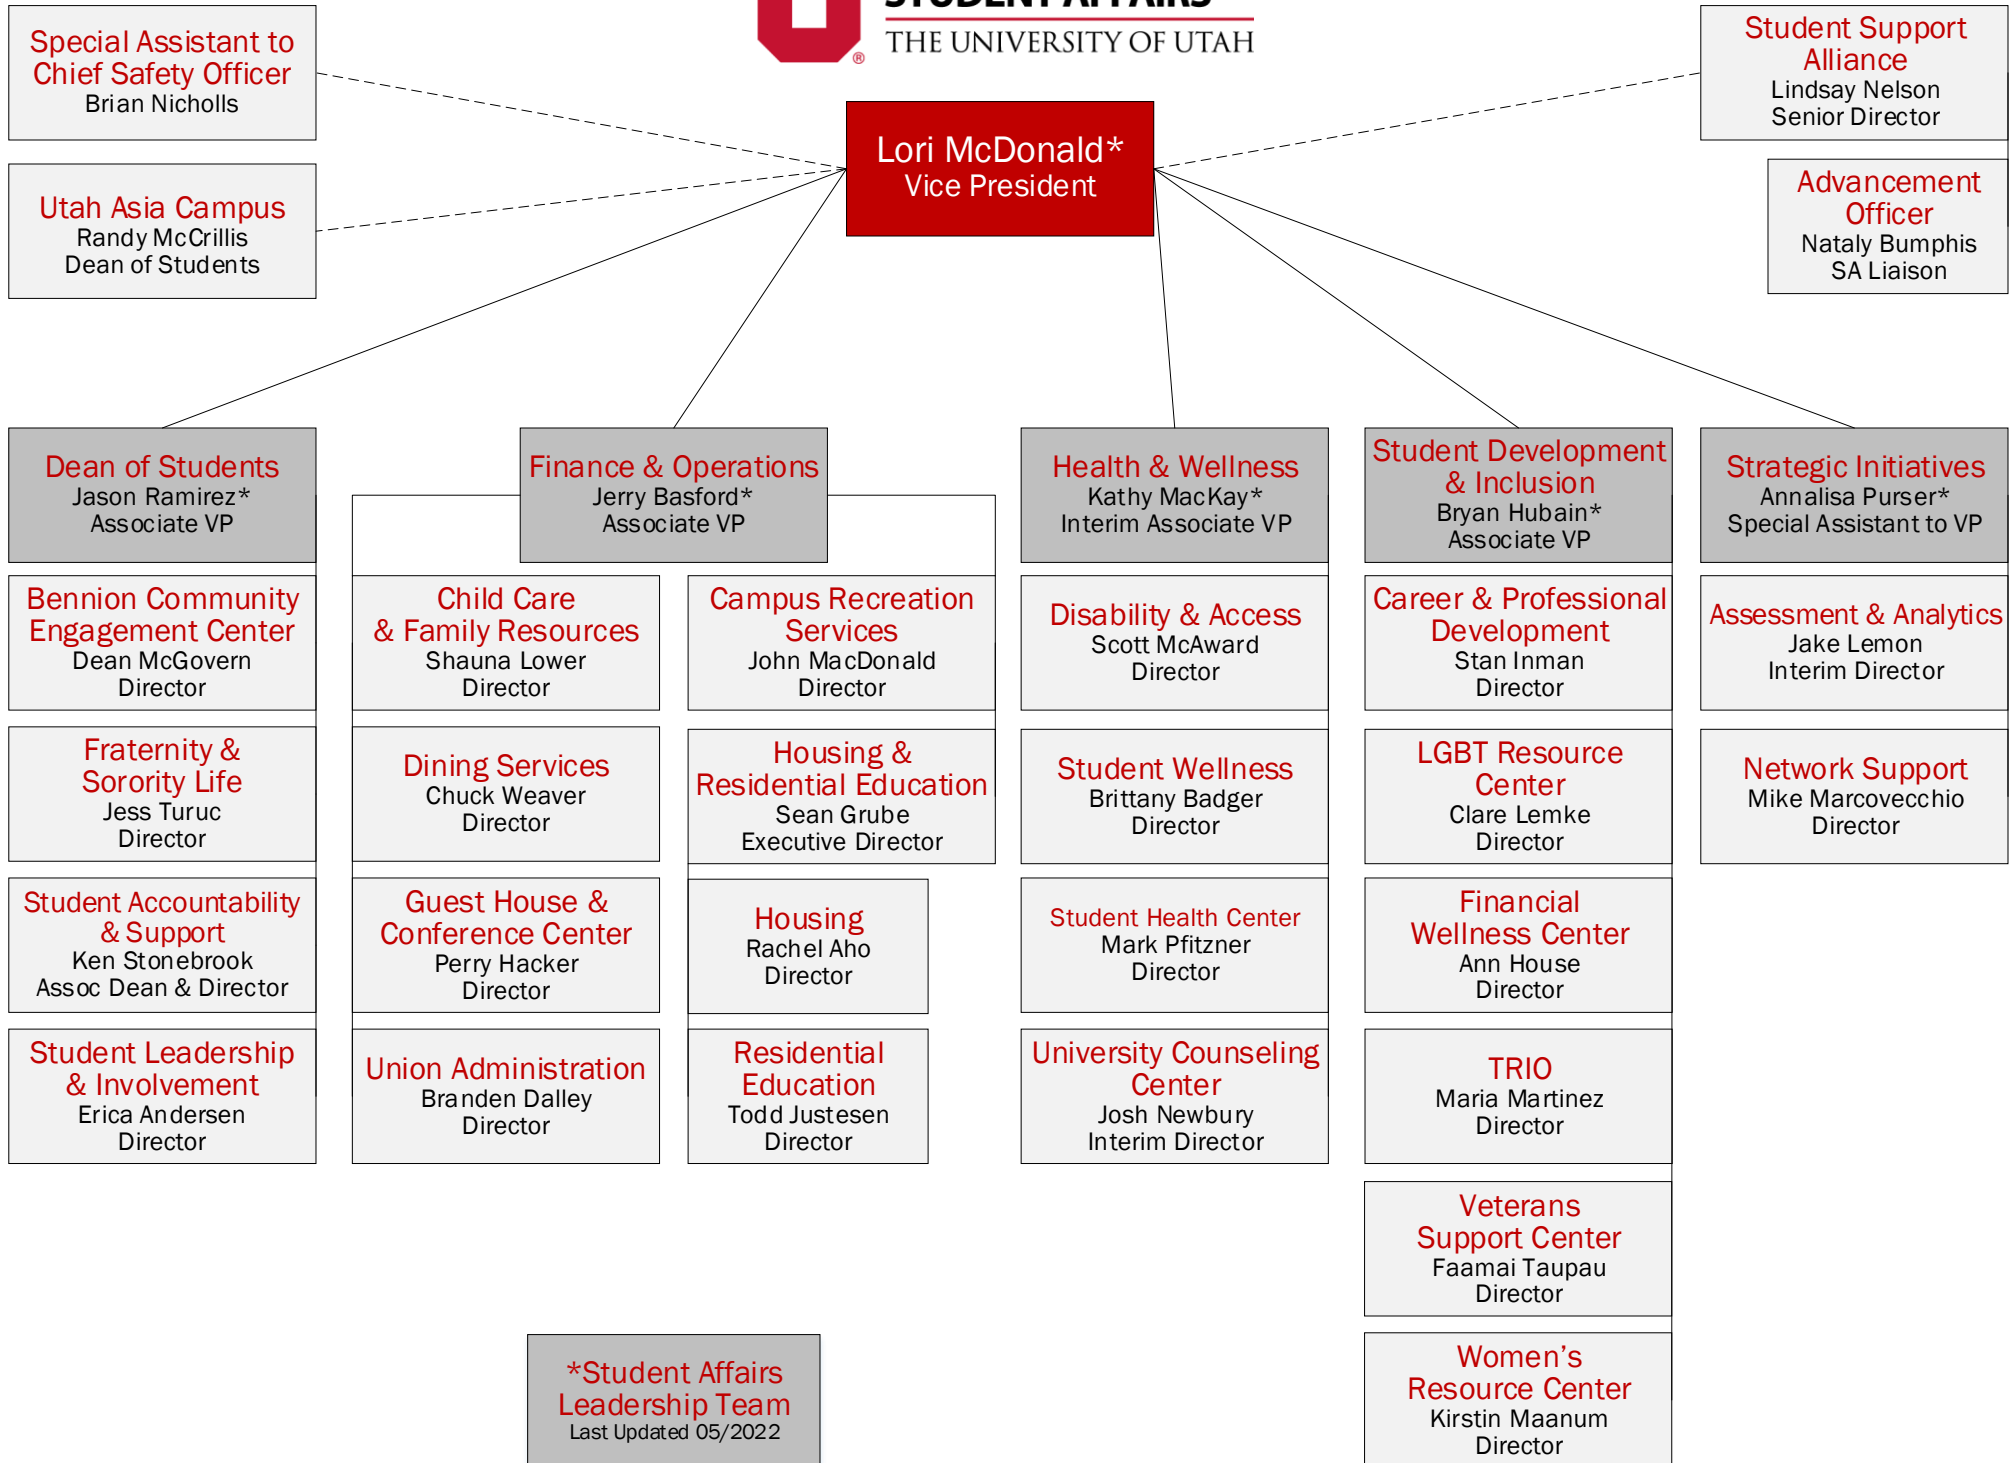 STUDENT AFFAIRS
THE UNIVERSITY OF UTAH
®
Special Assistant to
Chief Safety Officer
Brian Nicholls
Student Support
Alliance
Lindsay Nelson
Senior Director
Lori McDonald*
Vice President
Utah Asia Campus
Randy McCrillis
Dean of Students
Advancement
Officer
Nataly Bumphis
SA Liaison
Dean of Students
Jason Ramirez*
Associate VP
Finance & Operations
Jerry Basford*
Associate VP
Health & Wellness
Kathy MacKay*
Interim Associate VP
Student Development
& Inclusion
Bryan Hubain*
Associate VP
Strategic Initiatives
Annalisa Purser*
Special Assistant to VP
Bennion Community
Engagement Center
Dean McGovern
Director
Child Care
& Family Resources
Shauna Lower
Director
Campus Recreation
Services
John MacDonald
Director
Disability & Access
Scott McAward
Director
Career & Professional
Development
Stan Inman
Director
Assessment & Analytics
Jake Lemon
Interim Director
Fraternity &
Sorority Life
Jess Turuc
Director
Dining Services
Chuck Weaver
Director
Housing &
Residential Education
Sean Grube
Executive Director
Student Wellness
Brittany Badger
Director
LGBT Resource
Center
Clare Lemke
Director
Network Support
Mike Marcovecchio
Director
Student Accountability
& Support
Ken Stonebrook
Assoc Dean & Director
Guest House &
Conference Center
Perry Hacker
Director
Housing
Rachel Aho
Director
Student Health Center
Mark Pfitzner
Director
Financial
Wellness Center
Ann House
Director
Student Leadership
& Involvement
Erica Andersen
Director
Union Administration
Branden Dalley
Director
Residential
Education
Todd Justesen
Director
University Counseling
Center
Josh Newbury
Interim Director
TRIO
Maria Martinez
Director
Veterans
Support Center
Faamai Taupau
Director
Women's
Resource Center
Kirstin Maanum
Director
*Student Affairs
Leadership Team
Last Updated 05/2022